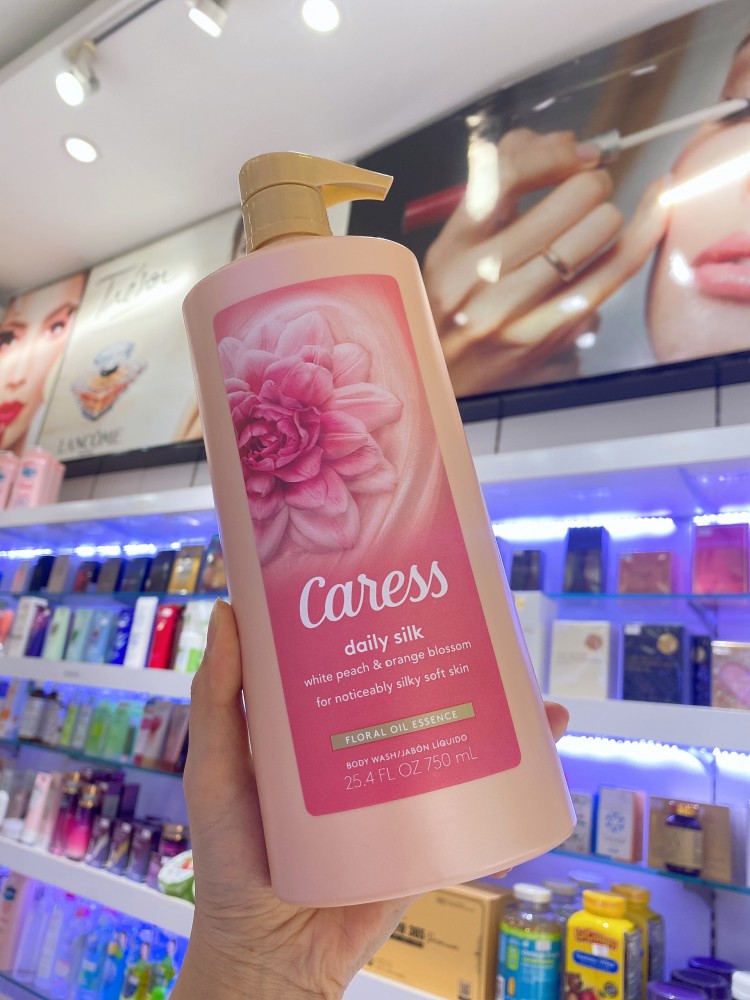 Trésor
LANCÔME
Caress
daily silk
white peach & orange blossom
for noticeably silky soft skin
FLORAL OIL ESSENCE
BODY WASH/JABÓN LÍQUIDO
25.4 FL OZ 750 mL